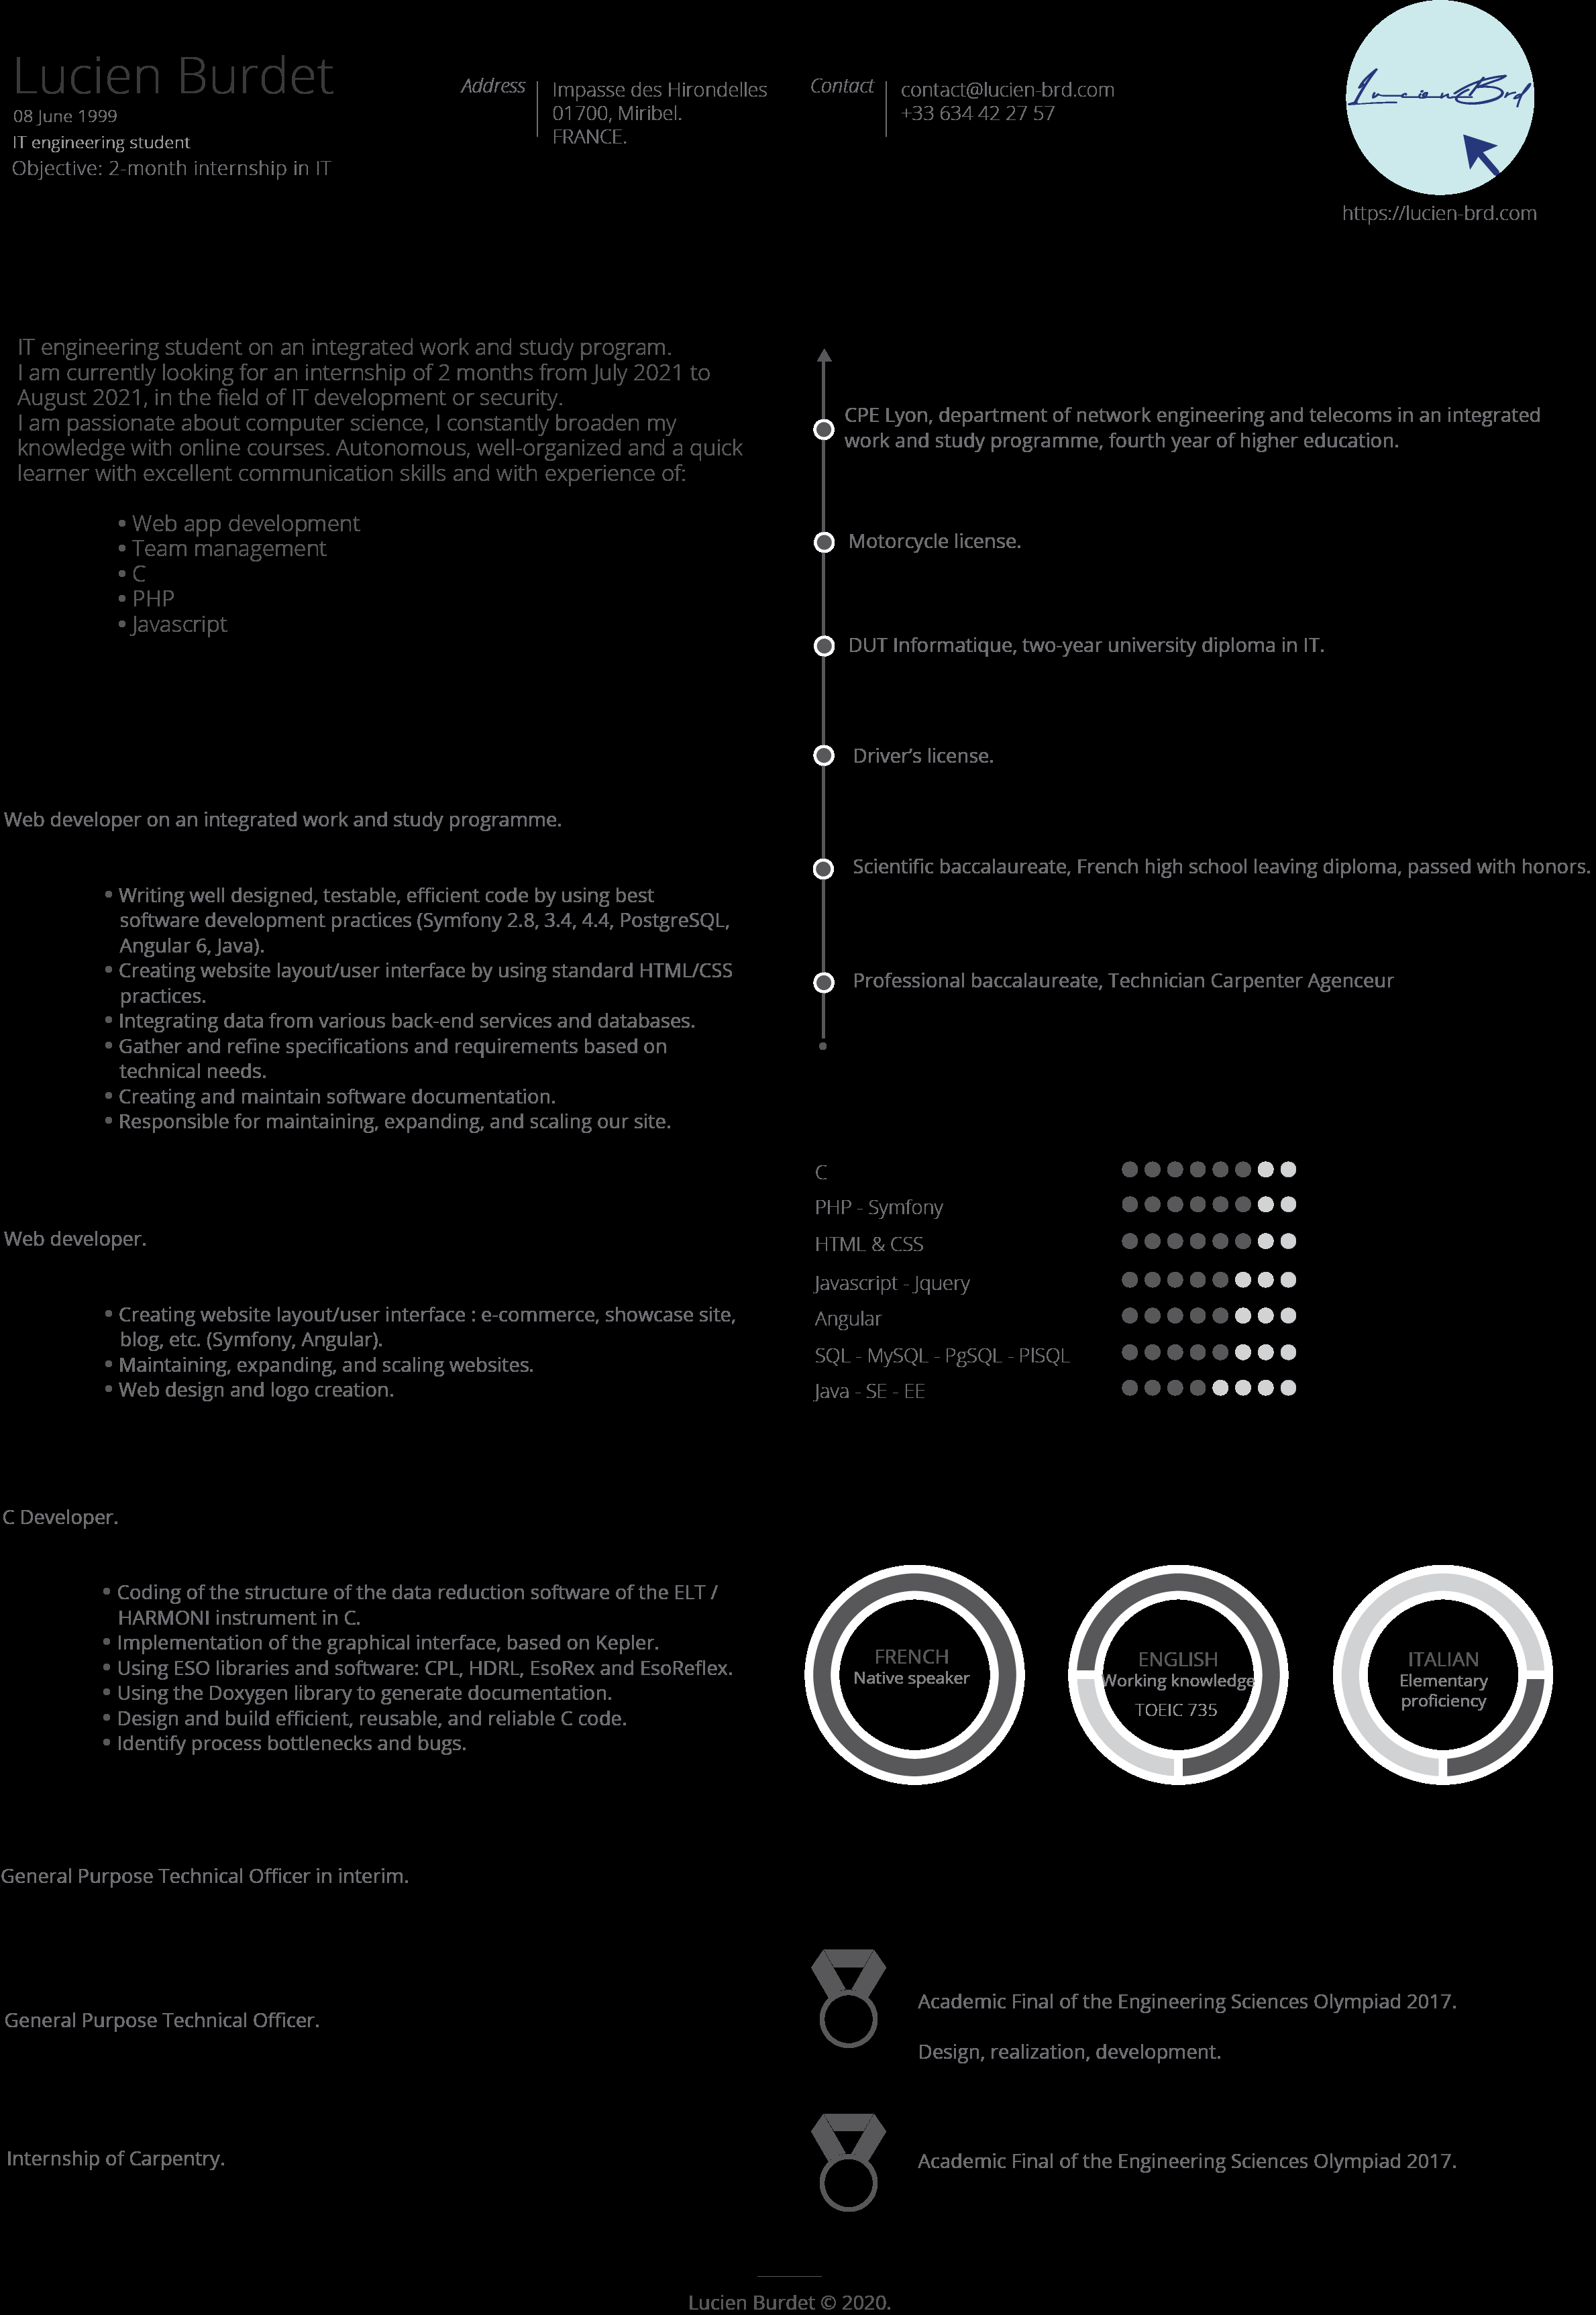 Lucien Burdet
08 June 1999
IT engineering student
Objective: 2-month internship in IT
Address
Impasse des Hirondelles
01700, Miribel.
FRANCE.
Contact
contact@lucien-brd.com
+33 634 42 27 57
LucienBrd
https://lucien-brd.com
IT engineering student on an integrated work and study program.
I am currently looking for an internship of 2 months from July 2021 to
August 2021, in the field of IT development or security.
I am passionate about computer science, I constantly broaden my
knowledge with online courses. Autonomous, well-organized and a quick
learner with excellent communication skills and with experience of:
• Web app development
• Team management
• C
• PHP
• Javascript
Web developer on an integrated work and study programme.
• Writing well designed, testable, efficient code by using best
software development practices (Symfony 2.8, 3.4, 4.4, PostgreSQL,
Angular 6, Java).
• Creating website layout/user interface by using standard HTML/CSS
practices.
• Integrating data from various back-end services and databases.
• Gather and refine specifications and requirements based on
technical needs.
• Creating and maintain software documentation.
• Responsible for maintaining, expanding, and scaling our site.
Web developer.
• Creating website layout/user interface : e-commerce, showcase site,
blog, etc. (Symfony, Angular).
• Maintaining, expanding, and scaling websites.
• Web design and logo creation.
C Developer.
• Coding of the structure of the data reduction software of the ELT /
HARMONI instrument in C.
• Implementation of the graphical interface, based on Kepler.
• Using ESO libraries and software: CPL, HDRL, EsoRex and EsoReflex.
• Using the Doxygen library to generate documentation.
• Design and build efficient, reusable, and reliable C code.
• Identify process bottlenecks and bugs.
General Purpose Technical Officer in interim.
General Purpose Technical Officer.
Internship of Carpentry.
CPE Lyon, department of network engineering and telecoms in an integrated
work and study programme, fourth year of higher education.
Motorcycle license.
DUT Informatique, two-year university diploma in IT.
Driver’s license.
Scientific baccalaureate, French high school leaving diploma, passed with honors.
Professional baccalaureate, Technician Carpenter Agenceur
C
PHP - Symfony
HTML & CSS
Javascript - Jquery
Angular
SQL - MySQL - PgSQL - PlSQL
Java - SE - EE
FRENCH
Native speaker
ENGLISH
Working knowledge
TOEIC 735
ITALIAN
Elementary
proficiency
Academic Final of the Engineering Sciences Olympiad 2017.
Design, realization, development.
Academic Final of the Engineering Sciences Olympiad 2017.
Lucien Burdet © 2020.